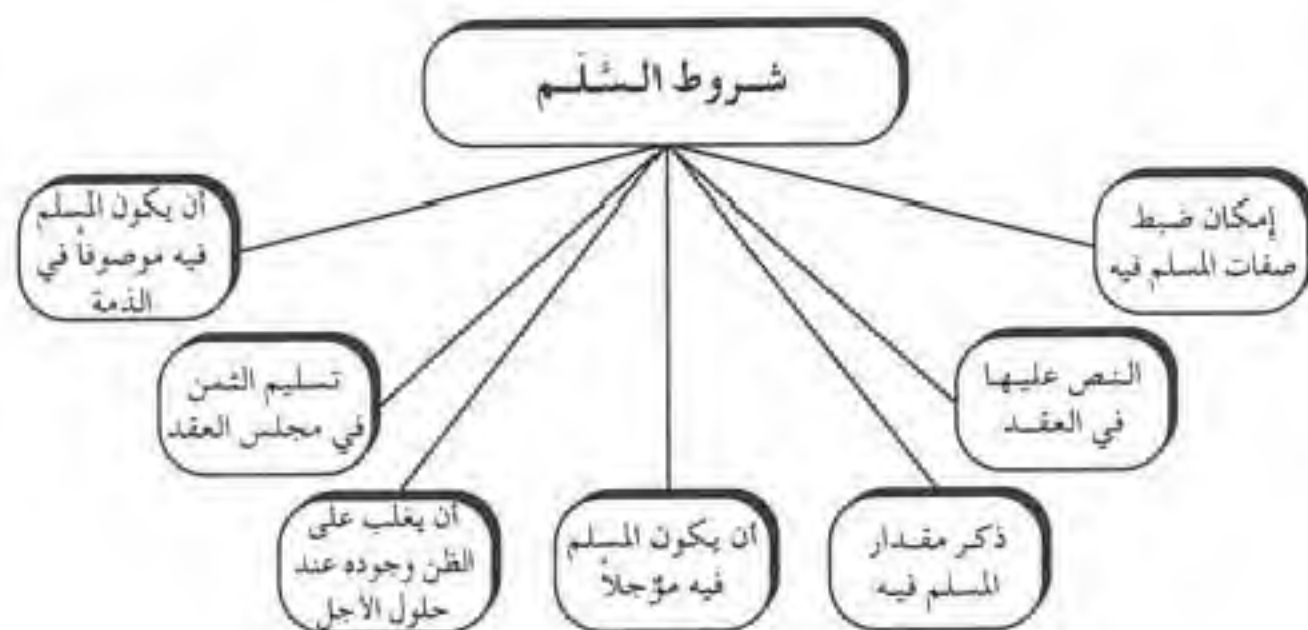 شروط السَّلَم
إمكان ضبط
صفات المسلم فيه
النص عليها
في العقد
ذكر مقدار
المسلم فيه
أن يكون المسلم
فيه مؤجلاً
أن يغلب على
الظن وجوده عند
حلول الأجل
تسليم الثمن
في مجلس العقد
أن يكون المسلم
فيه موصوفاً في
الذمة